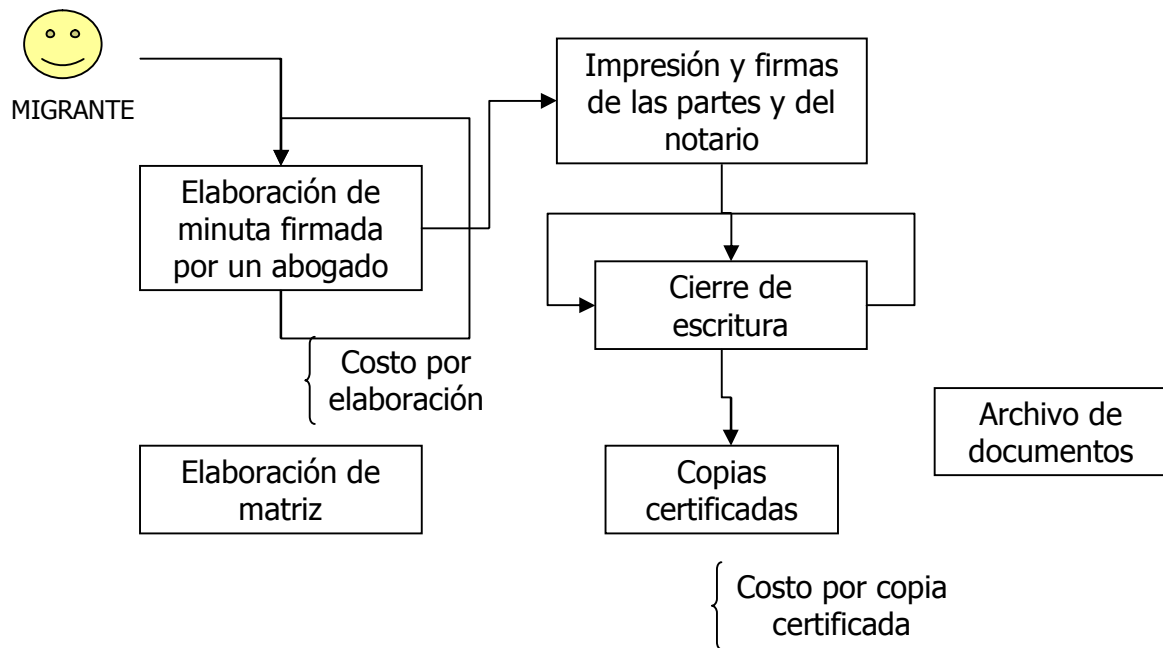 MIGRANTE
Elaboración de
minuta firmada
por un abogado
Costo por
elaboración
Elaboración de
matriz
Impresión y firmas
de las partes y del
notario
Cierre de
escritura
Copias
certificadas
Costo por copia
certificada
Archivo de
documentos